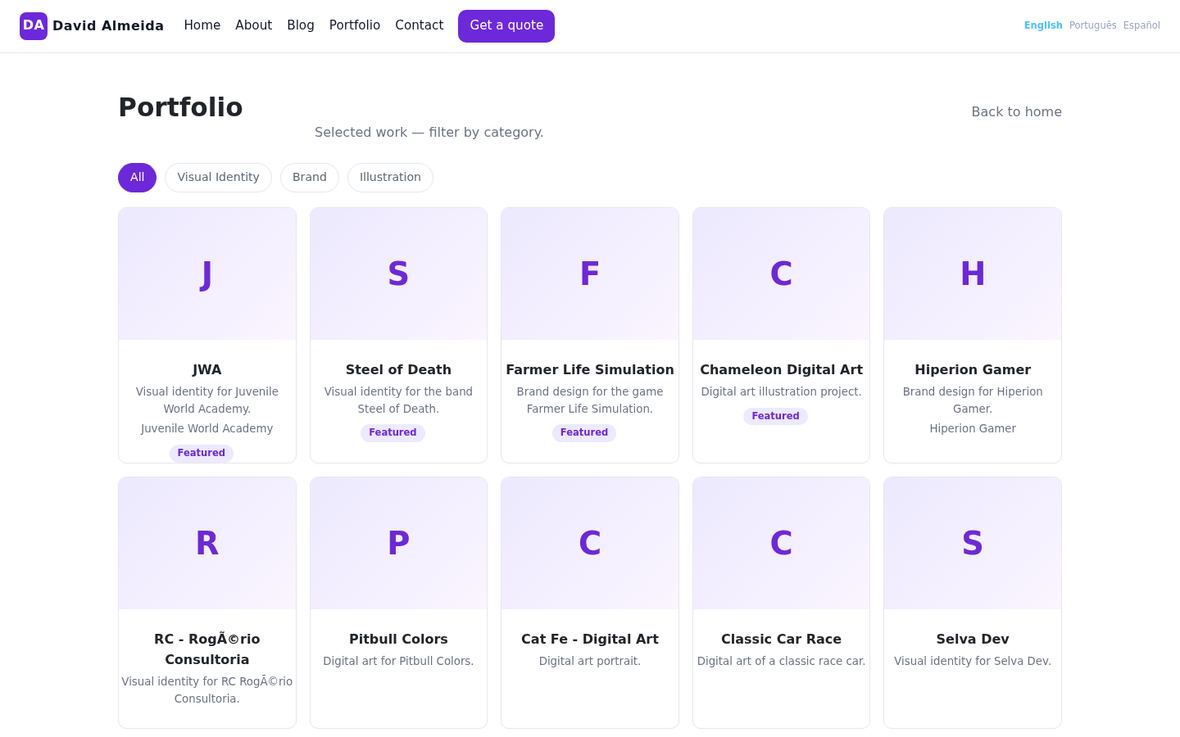 DA David Almeida Home About Blog Portfolio Contact Get a quote English Português Español
Portfolio
Back to home
Selected work — filter by category.
All Visual Identity Brand Illustration
J S F C H
JWA
Visual identity for Juvenile
World Academy.
Juvenile World Academy
Featured
Steel of Death
Visual identity for the band
Steel of Death.
Featured
Farmer Life Simulation
Brand design for the game
Farmer Life Simulation.
Featured
Chameleon Digital Art
Digital art illustration project.
Featured
Hiperion Gamer
Brand design for Hiperion
Gamer.
Hiperion Gamer
R P C C S
RC - RogÃ©rio
Consultoria
Visual identity for RC RogÃ©rio
Consultoria.
Pitbull Colors
Digital art for Pitbull Colors.
Cat Fe - Digital Art
Digital art portrait.
Classic Car Race
Digital art of a classic race car.
Selva Dev
Visual identity for Selva Dev.